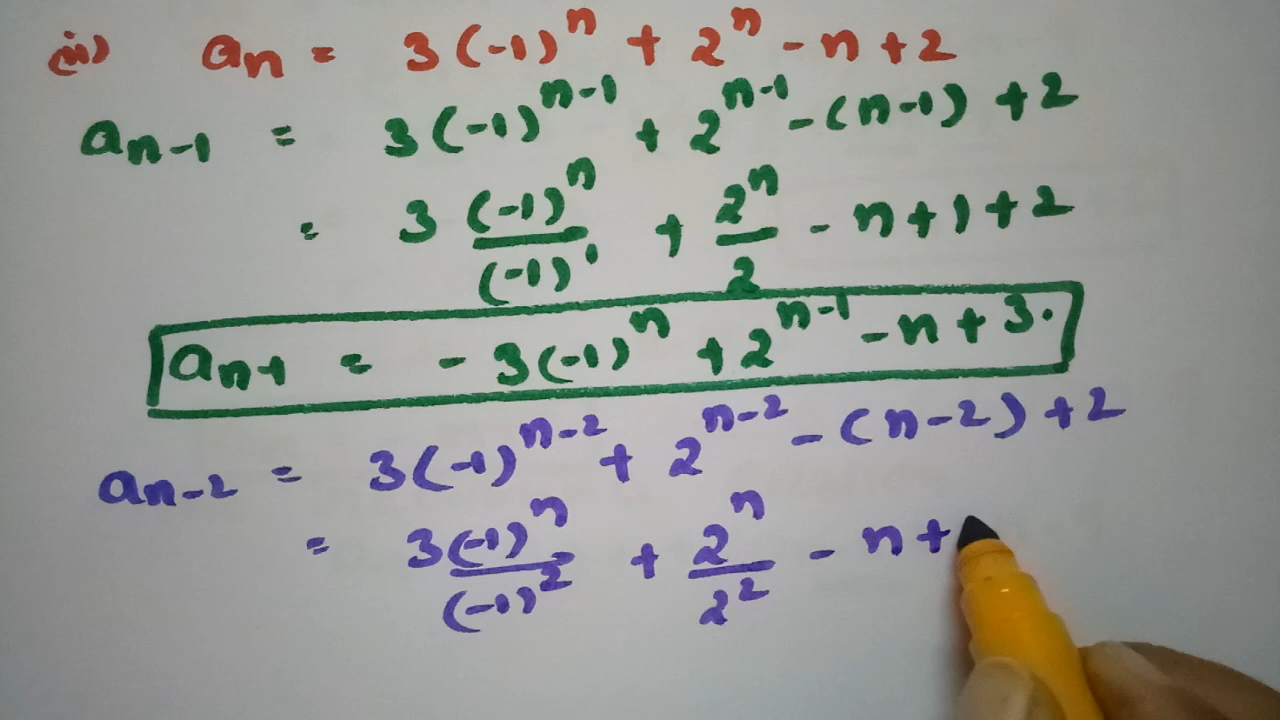 (ii) aₙ = 3(-1)ⁿ + 2ⁿ - n + 2
aₙ₋₁ = 3(-1)ⁿ⁻¹ + 2ⁿ⁻¹ - (n-1) + 2
= 3 (-1)ⁿ/(-1)¹ + 2ⁿ/2 - n + 1 + 2
aₙ₋₁ = - 3(-1)ⁿ + 2ⁿ⁻¹ - n + 3.
aₙ₋₂ = 3(-1)ⁿ⁻² + 2ⁿ⁻² - (n-2) + 2
= 3(-1)ⁿ/(-1)² + 2ⁿ/2² - n +